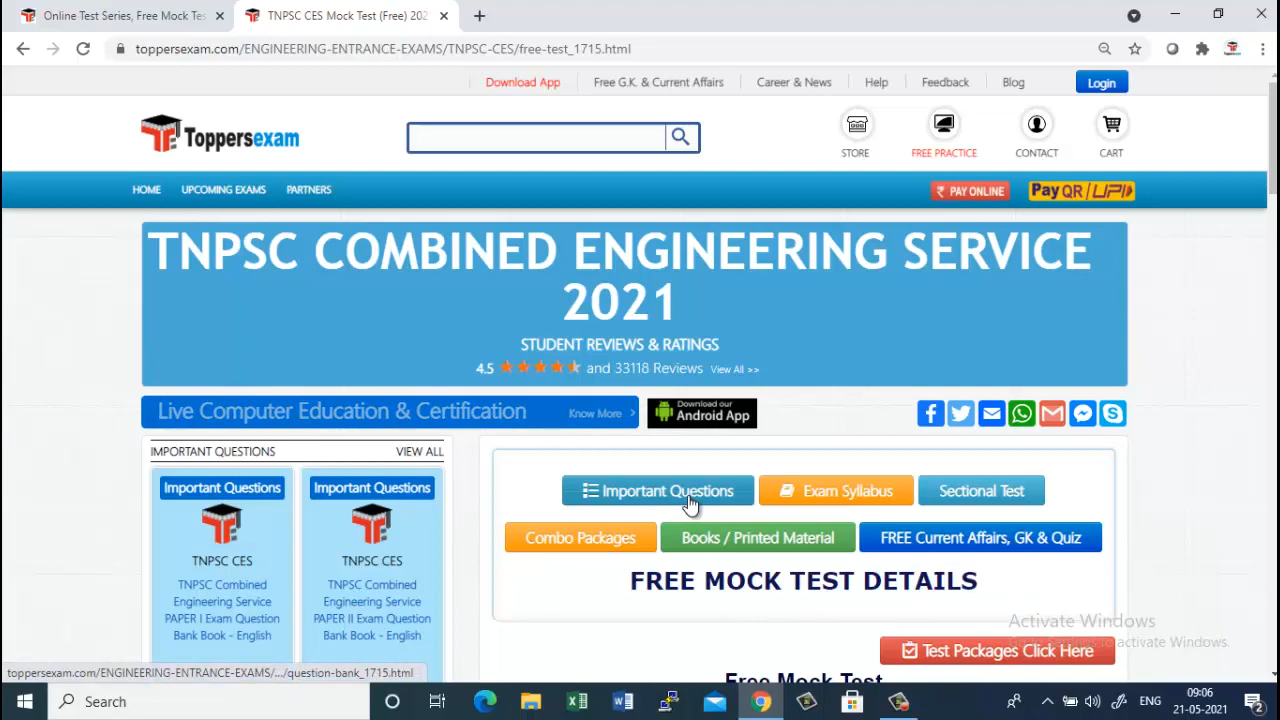 Online Test Series, Free Mock Tes
TNPSC CES Mock Test (Free) 202
toppersexam.com/ENGINEERING-ENTRANCE-EXAMS/TNPSC-CES/free-test_1715.html
Download App
Free G.K. & Current Affairs
Career & News
Help
Feedback
Blog
Login
Toppersexam
STORE
FREE PRACTICE
CONTACT
CART
HOME
UPCOMING EXAMS
PARTNERS
₹ PAY ONLINE
Pay QR / UPI
TNPSC COMBINED ENGINEERING SERVICE
2021
STUDENT REVIEWS & RATINGS
4.5 and 33118 Reviews View All >>
Live Computer Education & Certification
Know More
Download our
Android App
IMPORTANT QUESTIONS
VIEW ALL
Important Questions
TNPSC CES
TNPSC Combined
Engineering Service
PAPER I Exam Question
Bank Book - English
Important Questions
TNPSC CES
TNPSC Combined
Engineering Service
PAPER II Exam Question
Bank Book - English
Important Questions
Exam Syllabus
Sectional Test
Combo Packages
Books / Printed Material
FREE Current Affairs, GK & Quiz
FREE MOCK TEST DETAILS
Test Packages Click Here
Free Mock Test
Activate Windows
activate Windows.
toppersexam.com/ENGINEERING-ENTRANCE-EXAMS/.../question-bank_1715.html
Search
ENG
09:06
21-05-2021
2